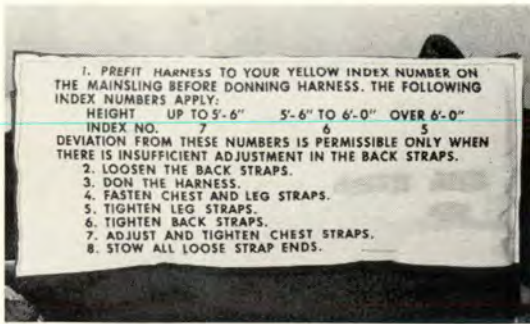 1. PREFIT HARNESS TO YOUR YELLOW INDEX NUMBER ON
THE MAINSLING BEFORE DONNING HARNESS. THE FOLLOWING
INDEX NUMBERS APPLY:
HEIGHT UP TO 5'-6" 5'-6" TO 6'-0" OVER 6'-0"
INDEX NO. 7 6 5
DEVIATION FROM THESE NUMBERS IS PERMISSIBLE ONLY WHEN
THERE IS INSUFFICIENT ADJUSTMENT IN THE BACK STRAPS.
2. LOOSEN THE BACK STRAPS.
3. DON THE HARNESS.
4. FASTEN CHEST AND LEG STRAPS.
5. TIGHTEN LEG STRAPS.
6. TIGHTEN BACK STRAPS.
7. ADJUST AND TIGHTEN CHEST STRAPS.
8. STOW ALL LOOSE STRAP ENDS.